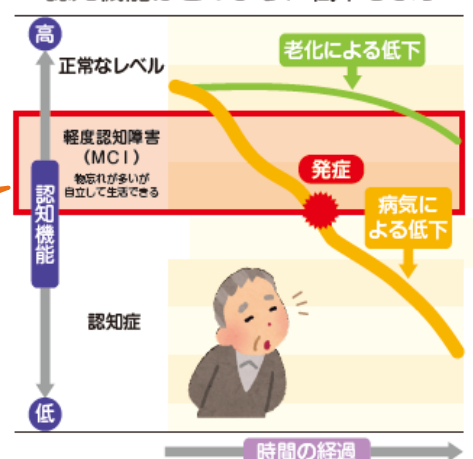 高
正常なレベル
老化による低下
軽度認知障害
(MCI)
物忘れが多いが
自立して生活できる
発症
認知機能
病気に
よる低下
認知症
低
時間の経過